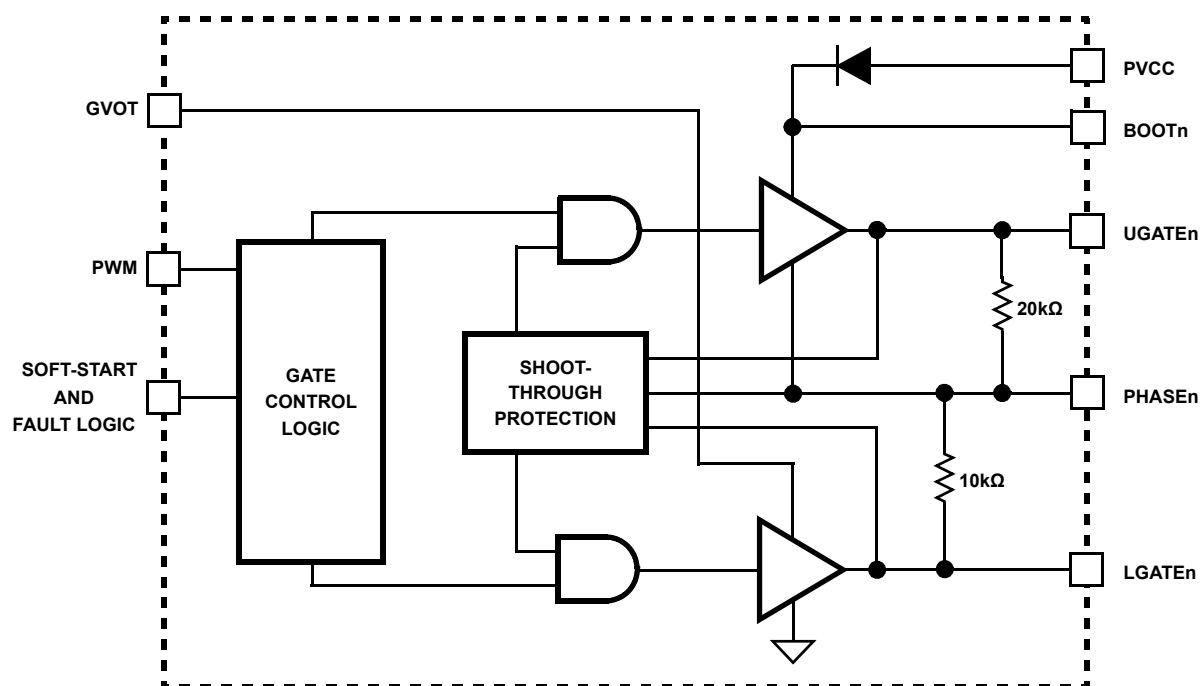 PVCC
GVOT
BOOTn
UGATEn
PWM
20kΩ
SOFT-START
AND
FAULT LOGIC
GATE
CONTROL
LOGIC
SHOOT-
THROUGH
PROTECTION
PHASEn
10kΩ
LGATEn